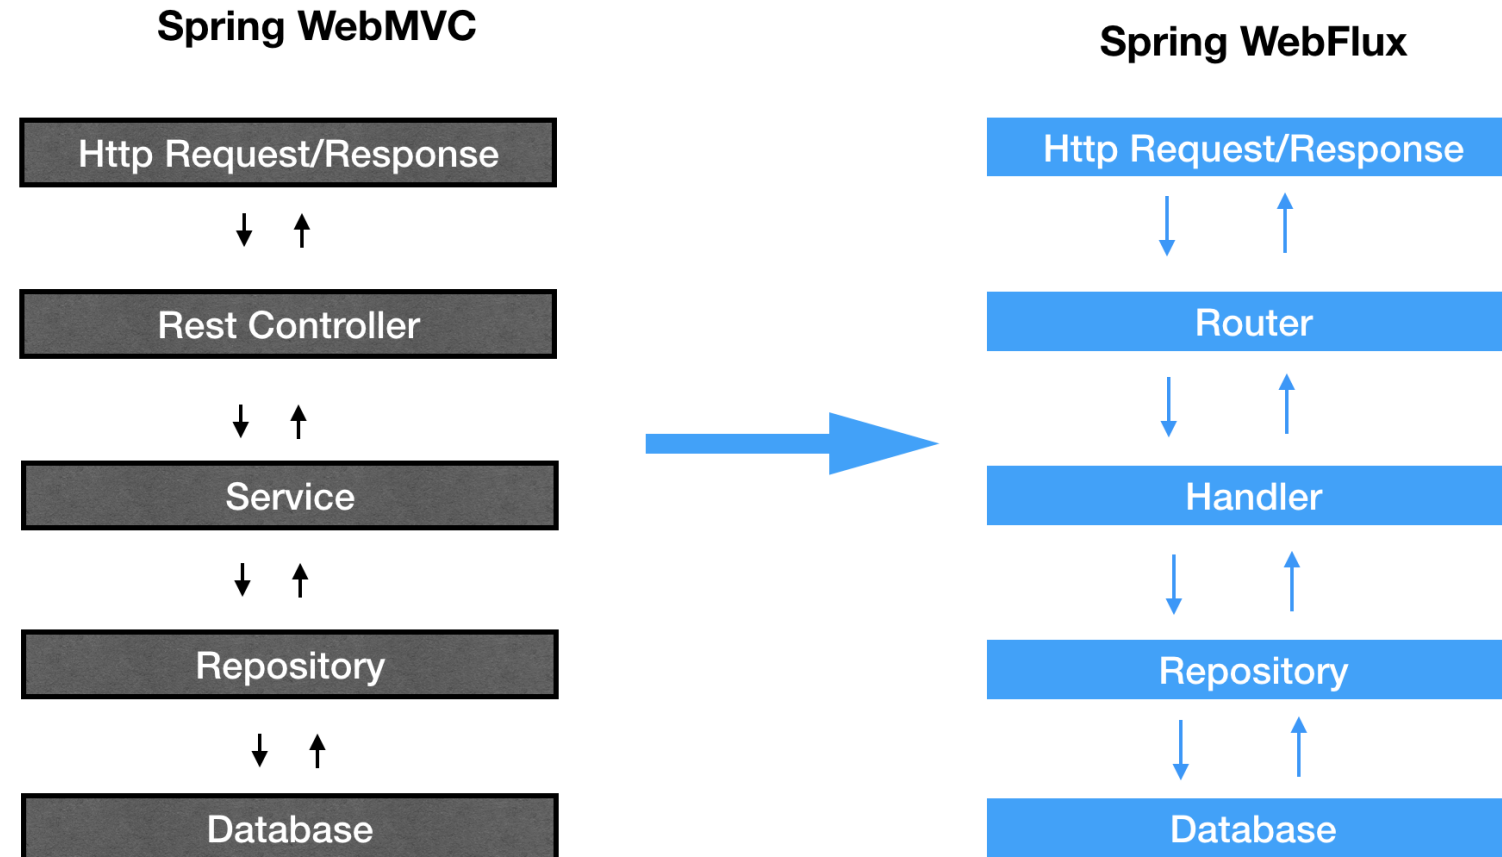 Spring WebMVC
Http Request/Response
Rest Controller
Service
Repository
Database
Spring WebFlux
Http Request/Response
Router
Handler
Repository
Database